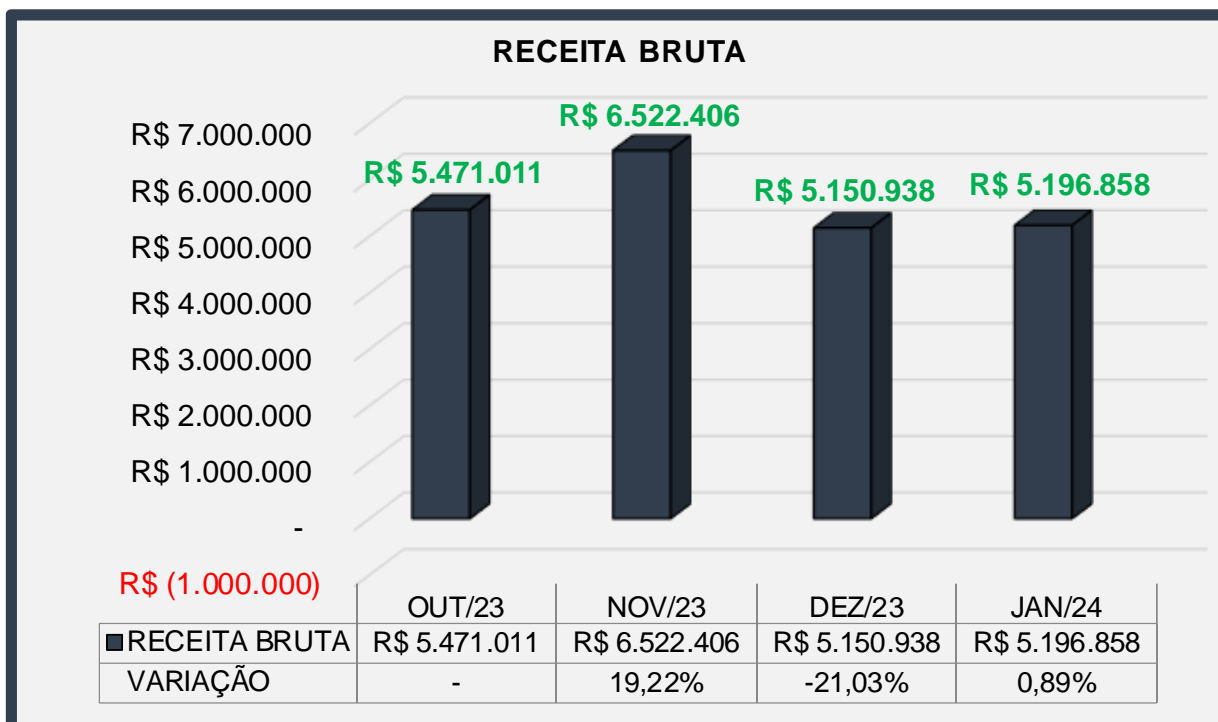 RECEITA BRUTA
R$ 6.522.406
R$ 7.000.000
R$ 5.471.011
R$ 5.150.938
R$ 5.196.858
R$ 6.000.000
R$ 5.000.000
R$ 4.000.000
R$ 3.000.000
R$ 2.000.000
R$ 1.000.000
-
R$ (1.000.000)
OUT/23 NOV/23 DEZ/23 JAN/24
RECEITA BRUTA R$ 5.471.011 R$ 6.522.406 R$ 5.150.938 R$ 5.196.858
VARIAÇÃO - 19,22% -21,03% 0,89%